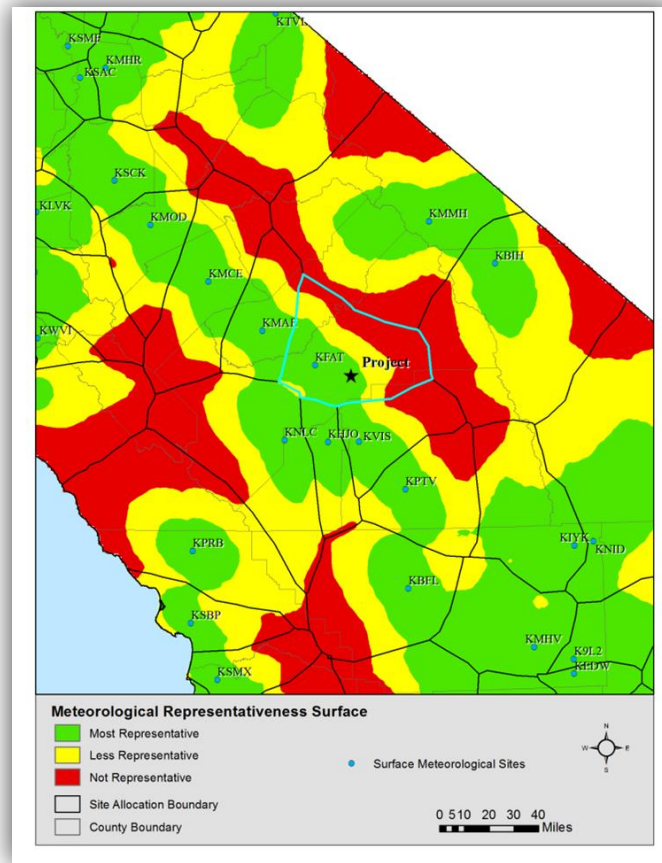 KTVL
KSMF
KMHR
KSAC
KSCK
KLVK
KMOD
KMMH
KBIH
KMCE
KWVI
KMAE
KFAT
Project
KNLC
KHJO
KVIS
KPTV
KPRB
KIYK
KNID
KBFL
KSBP
KMHV
K9L2
KEDW
KSMX
Meteorological Representativeness Surface
Most Representative
Less Representative
Not Representative
Surface Meteorological Sites
Site Allocation Boundary
County Boundary
N
W
E
S
0 5 10 20 30 40
Miles